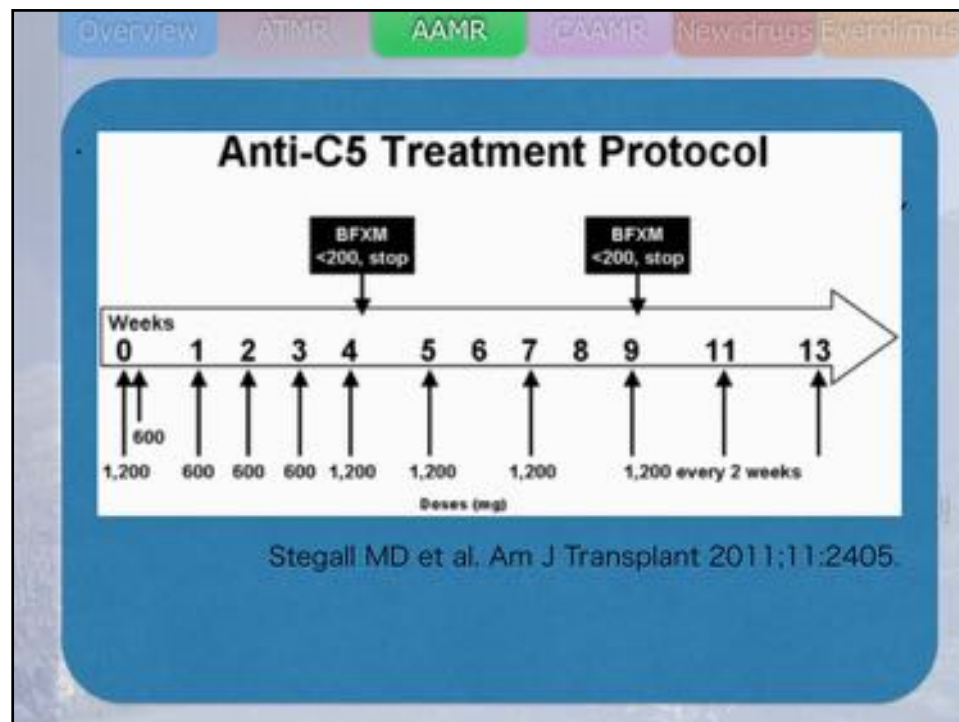 Overview ATMR AAMR CAAMR New drugs Everolimus
Anti-C5 Treatment Protocol
BFXM
<200, stop
BFXM
<200, stop
Weeks
0 1 2 3 4 5 6 7 8 9 11 13
600
1,200 600 600 600 1,200 1,200 1,200 1,200 every 2 weeks
Doses (mg)
Stegall MD et al. Am J Transplant 2011;11:2405.